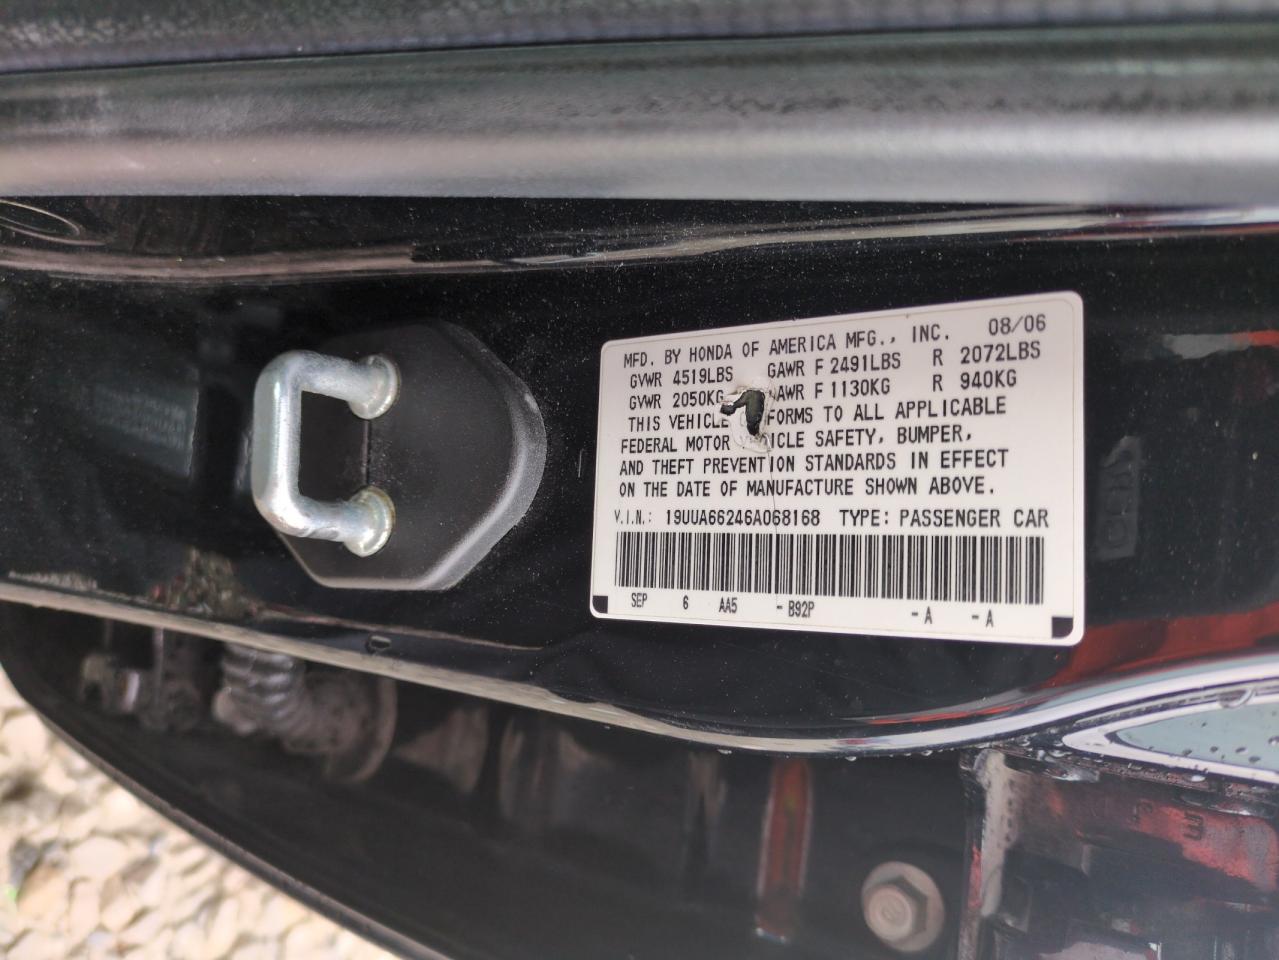 MFD. BY HONDA OF AMERICA MFG., INC. 08/06
GVWR 4519LBS GAWR F 2491LBS R 2072LBS
GVWR 2050KG AWR F 1130KG R 940KG
THIS VEHICLE FORMS TO ALL APPLICABLE
FEDERAL MOTOR VEHICLE SAFETY, BUMPER,
AND THEFT PREVENTION STANDARDS IN EFFECT
ON THE DATE OF MANUFACTURE SHOWN ABOVE.
V.I.N.: 19UUA66246A068168 TYPE: PASSENGER CAR
SEP 6 AA5 - B92P - A - A